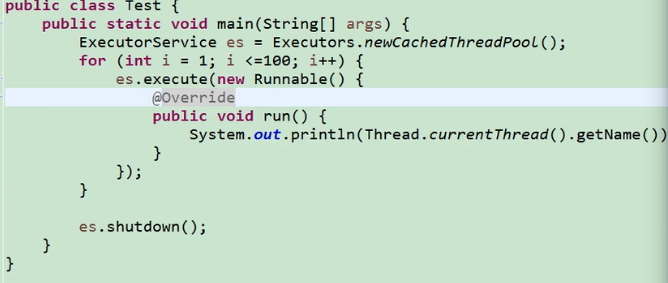 public class Test {
public static void main(String[] args) {
ExecutorService es = Executors.newCachedThreadPool();
for (int i = 1; i <=100; i++) {
es.execute(new Runnable() {
@Override
public void run() {
System.out.println(Thread.currentThread().getName())
}
});
}
es.shutdown();
}
}